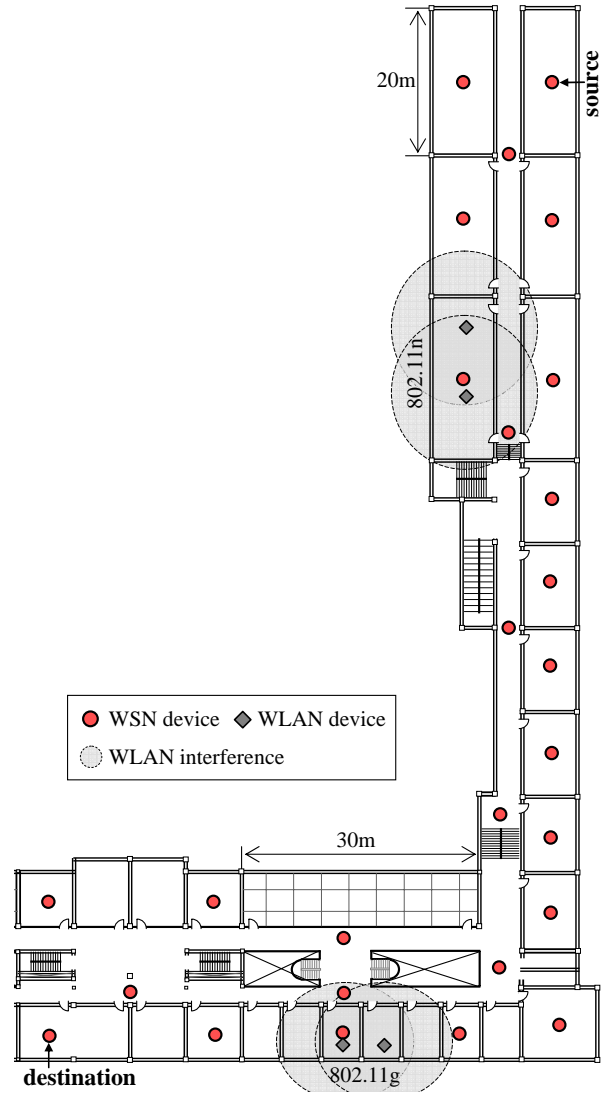 20m
source
802.11n
WSN device
WLAN device
WLAN interference
30m
destination
802.11g